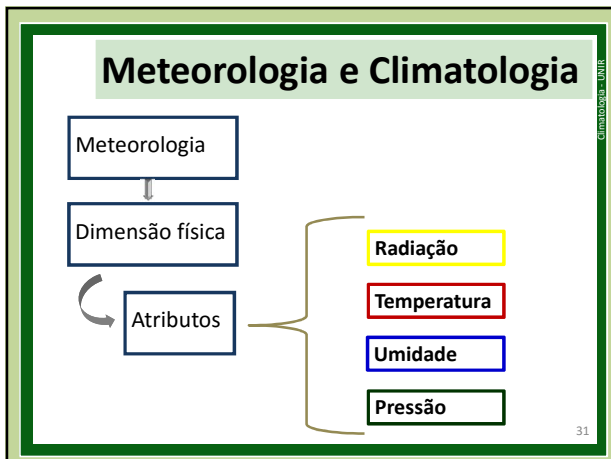 Meteorologia e Climatologia
Climatologia - UNIR
Meteorologia
Dimensão física
Atributos
Radiação
Temperatura
Umidade
Pressão
31